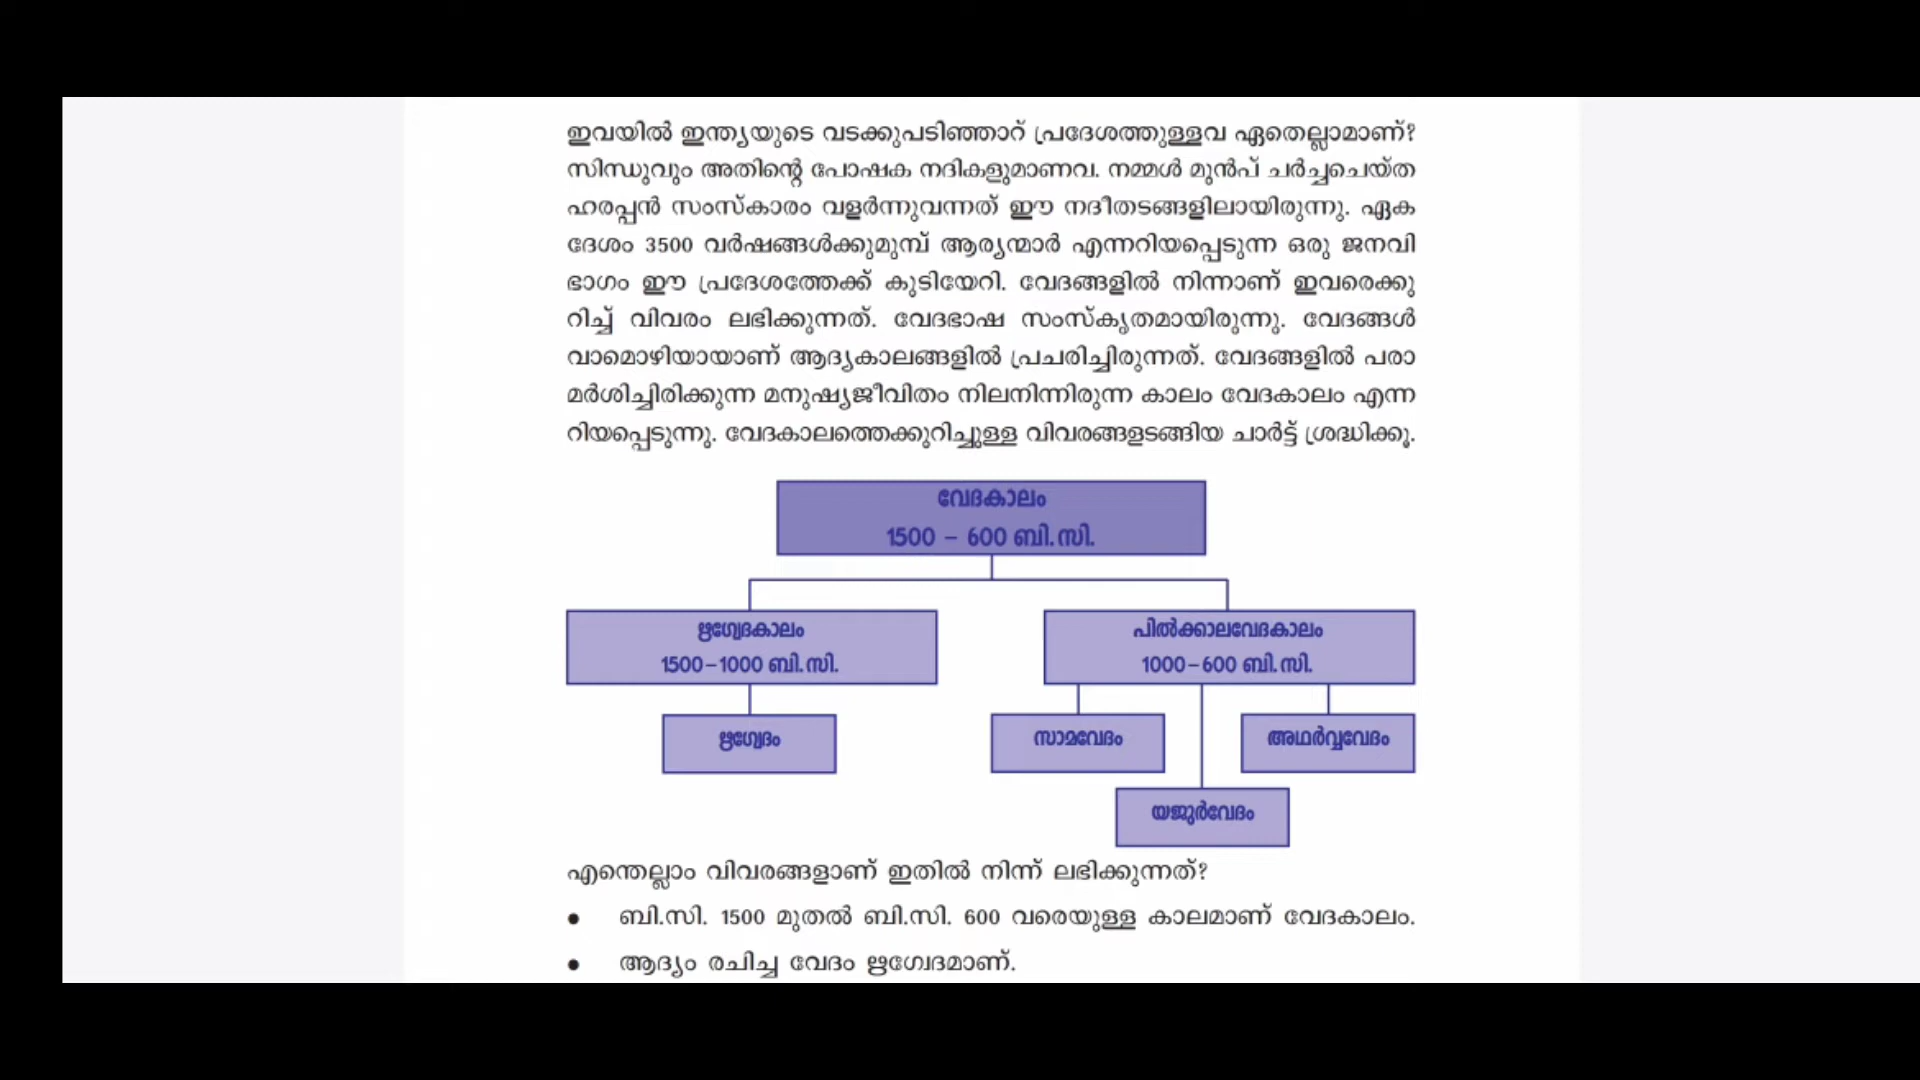 ഇവയിൽ ഇന്ത്യയുടെ വടക്കുപടിഞ്ഞാറ് പ്രദേശത്തുള്ളവ ഏതെല്ലാമാണ്?
സിന്ധുവും അതിന്റെ പോഷക നദികളുമാണവ. നമ്മൾ മുൻപ് ചർച്ചചെയ്ത
ഹരപ്പൻ സംസ്കാരം വളർന്നുവന്നത് ഈ നദീതടങ്ങളിലായിരുന്നു. ഏക
ദേശം 3500 വർഷങ്ങൾക്കുമുമ്പ് ആര്യന്മാർ എന്നറിയപ്പെടുന്ന ഒരു ജനവി
ഭാഗം ഈ പ്രദേശത്തേക്ക് കുടിയേറി. വേദങ്ങളിൽ നിന്നാണ് ഇവരെക്കു
റിച്ച് വിവരം ലഭിക്കുന്നത്. വേദഭാഷ സംസ്കൃതമായിരുന്നു. വേദങ്ങൾ
വാമൊഴിയായാണ് ആദ്യകാലങ്ങളിൽ പ്രചരിച്ചിരുന്നത്. വേദങ്ങളിൽ പരാ
മർശിച്ചിരിക്കുന്ന മനുഷ്യജീവിതം നിലനിന്നിരുന്ന കാലം വേദകാലം എന്ന
റിയപ്പെടുന്നു. വേദകാലത്തെക്കുറിച്ചുള്ള വിവരങ്ങളടങ്ങിയ ചാർട്ട് ശ്രദ്ധിക്കൂ.
വേദകാലം
1500 – 600 ബി.സി.
ഋഗ്വേദകാലം
1500–1000 ബി.സി.
പിൽക്കാലവേദകാലം
1000–600 ബി.സി.
ഋഗ്വേദം
സാമവേദം
അഥർവ്വവേദം
യജുർവേദം
എന്തെല്ലാം വിവരങ്ങളാണ് ഇതിൽ നിന്ന് ലഭിക്കുന്നത്?
● ബി.സി. 1500 മുതൽ ബി.സി. 600 വരെയുള്ള കാലമാണ് വേദകാലം.
● ആദ്യം രചിച്ച വേദം ഋഗ്വേദമാണ്.